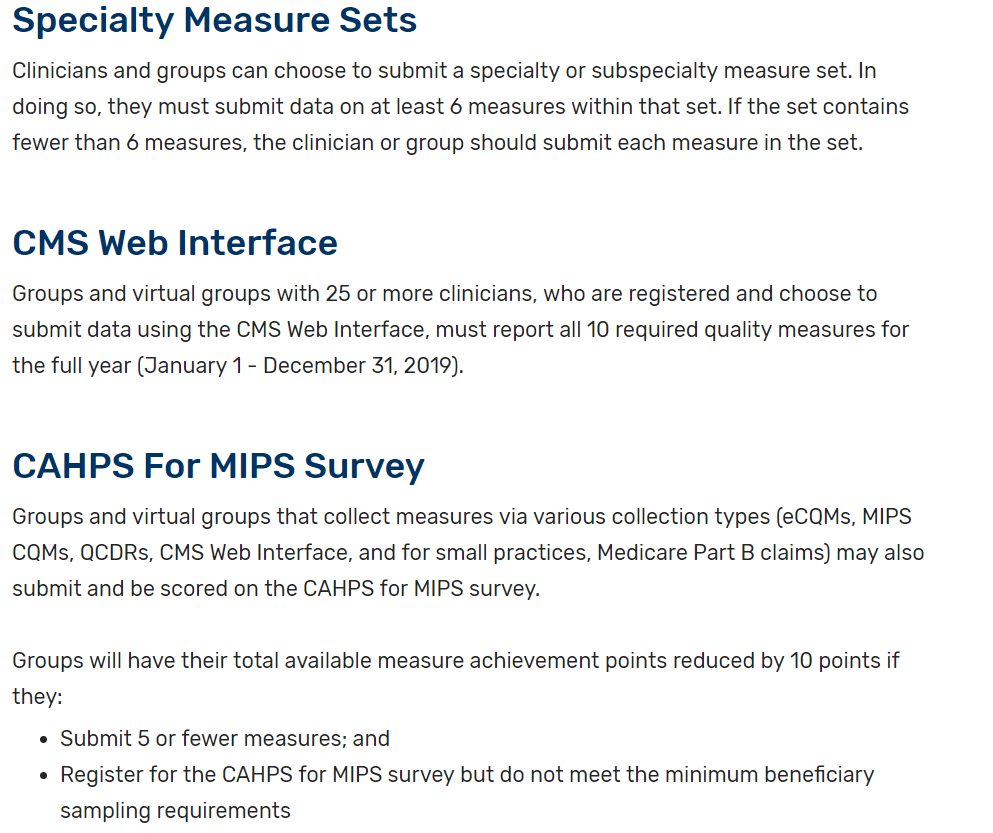 Specialty Measure Sets
Clinicians and groups can choose to submit a specialty or subspecialty measure set. In
doing so, they must submit data on at least 6 measures within that set. If the set contains
fewer than 6 measures, the clinician or group should submit each measure in the set.
CMS Web Interface
Groups and virtual groups with 25 or more clinicians, who are registered and choose to
submit data using the CMS Web Interface, must report all 10 required quality measures for
the full year (January 1 - December 31, 2019).
CAHPS For MIPS Survey
Groups and virtual groups that collect measures via various collection types (eCQMs, MIPS
CQMs, QCDRs, CMS Web Interface, and for small practices, Medicare Part B claims) may also
submit and be scored on the CAHPS for MIPS survey.
Groups will have their total available measure achievement points reduced by 10 points if
they:
• Submit 5 or fewer measures; and
• Register for the CAHPS for MIPS survey but do not meet the minimum beneficiary
sampling requirements